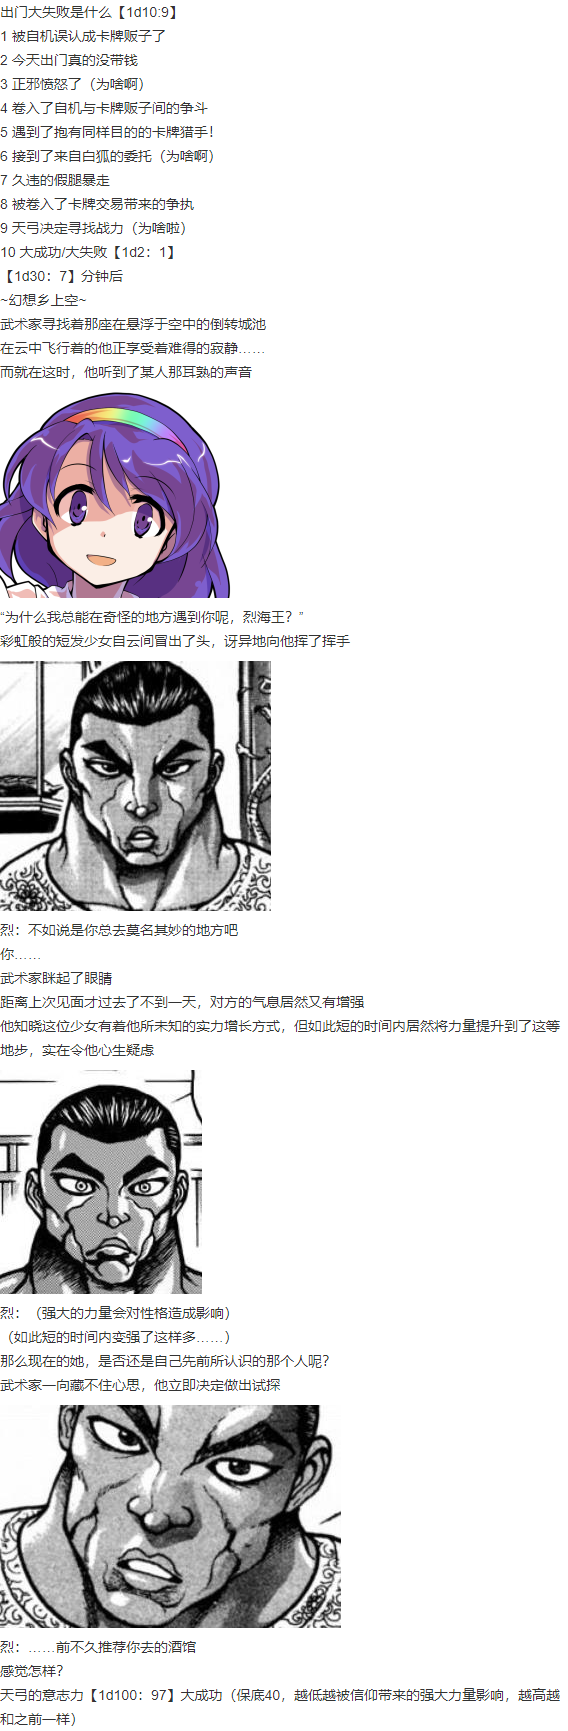 出门大失败是什么【1d10:9】
1 被自机误认成卡牌贩子了
2 今天出门真的没带钱
3 正邪愤怒了（为啥啊）
4 卷入了自机与卡牌贩子间的争斗
5 遇到了抱有同样目的的卡牌猎手！
6 接到了来自白狐的委托（为啥啊）
7 久违的假腿暴走
8 被卷入了卡牌交易带来的争执
9 天弓决定寻找战力（为啥啦）
10 大成功/大失败【1d2：1】
【1d30：7】分钟后
~幻想乡上空~
武术家寻找着那座在悬浮于空中的倒转城池
在云中飞行着的他正享受着难得的寂静……
而就在这时，他听到了某人那耳熟的声音
“为什么我总能在奇怪的地方遇到你呢，烈海王？”
彩虹般的短发少女自云间冒出了头，讶异地向他挥了挥手
烈：不如说是你总去莫名其妙的地方吧
你……
武术家眯起了眼睛
距离上次见面才过去了不到一天，对方的气息居然又有增强
他知晓这位少女有着他所未知的实力增长方式，但如此短的时间内居然将力量提升到了这等
地步，实在令他心生疑虑
烈：（强大的力量会对性格造成影响）
（如此短的时间内变强了这样多……）
那么现在的她，是否还是自己先前所认识的那个人呢？
武术家一向藏不住心思，他立即决定做出试探
烈：……前不久推荐你去的酒馆
感觉怎样？
天弓的意志力【1d100：97】大成功（保底40，越低越被信仰带来的强大力量影响，越高越
和之前一样）